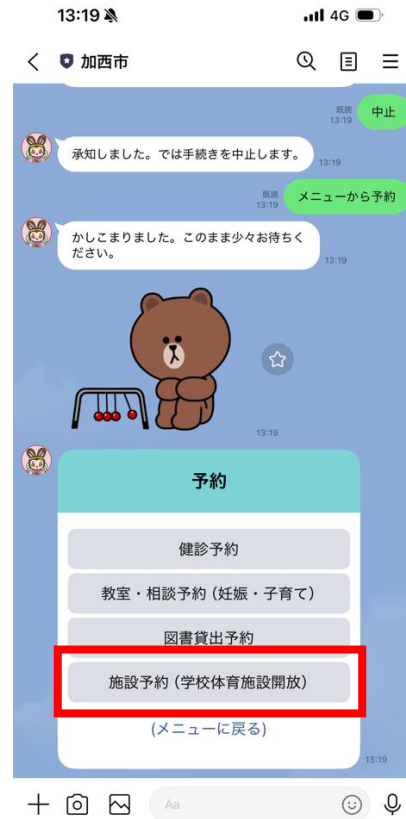 13:19
4G
加西市
既読
13:19
中止
承知しました。では手続きを中止します。
13:19
既読
13:19
メニューから予約
かしこまりました。このまま少々お待ちく
ださい。
13:19
13:19
予約
健診予約
教室・相談予約（妊娠・子育て）
図書貸出予約
施設予約（学校体育施設開放）
(メニューに戻る)
13:19
Aa